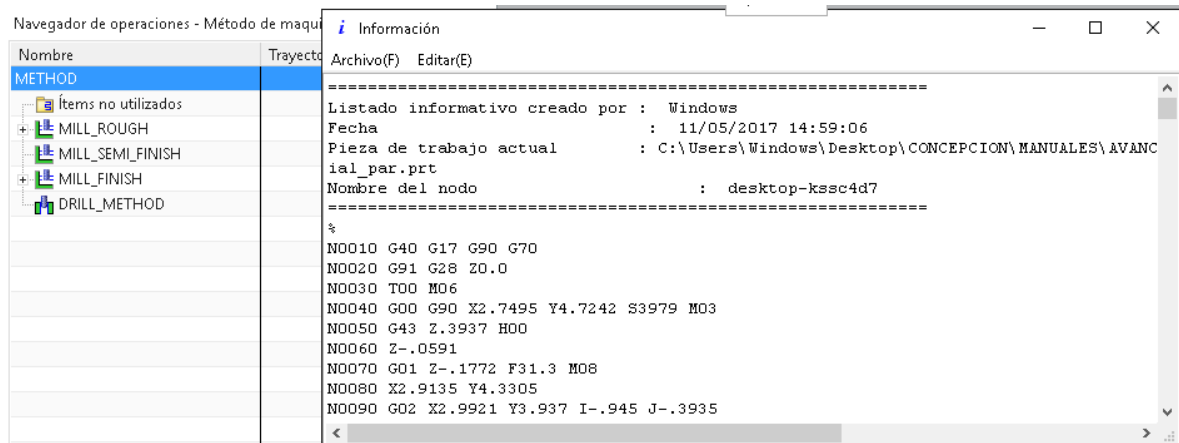 Navegador de operaciones - Método de maqui
Nombre Trayecto
METHOD
Ítems no utilizados
MILL_ROUGH
MILL_SEMI_FINISH
MILL_FINISH
DRILL_METHOD
i Información
Archivo(F) Editar(E)
============================================================
Listado informativo creado por : Windows
Fecha : 11/05/2017 14:59:06
Pieza de trabajo actual : C:\Users\Windows\Desktop\CONCEPCION\MANUALES\AVANC
ial_par.prt
Nombre del nodo : desktop-kssc4d7
============================================================
%
N0010 G40 G17 G90 G70
N0020 G91 G28 Z0.0
N0030 T00 M06
N0040 G00 G90 X2.7495 Y4.7242 S3979 M03
N0050 G43 Z.3937 H00
N0060 Z-.0591
N0070 G01 Z-.1772 F31.3 M08
N0080 X2.9135 Y4.3305
N0090 G02 X2.9921 Y3.937 I-.945 J-.3935